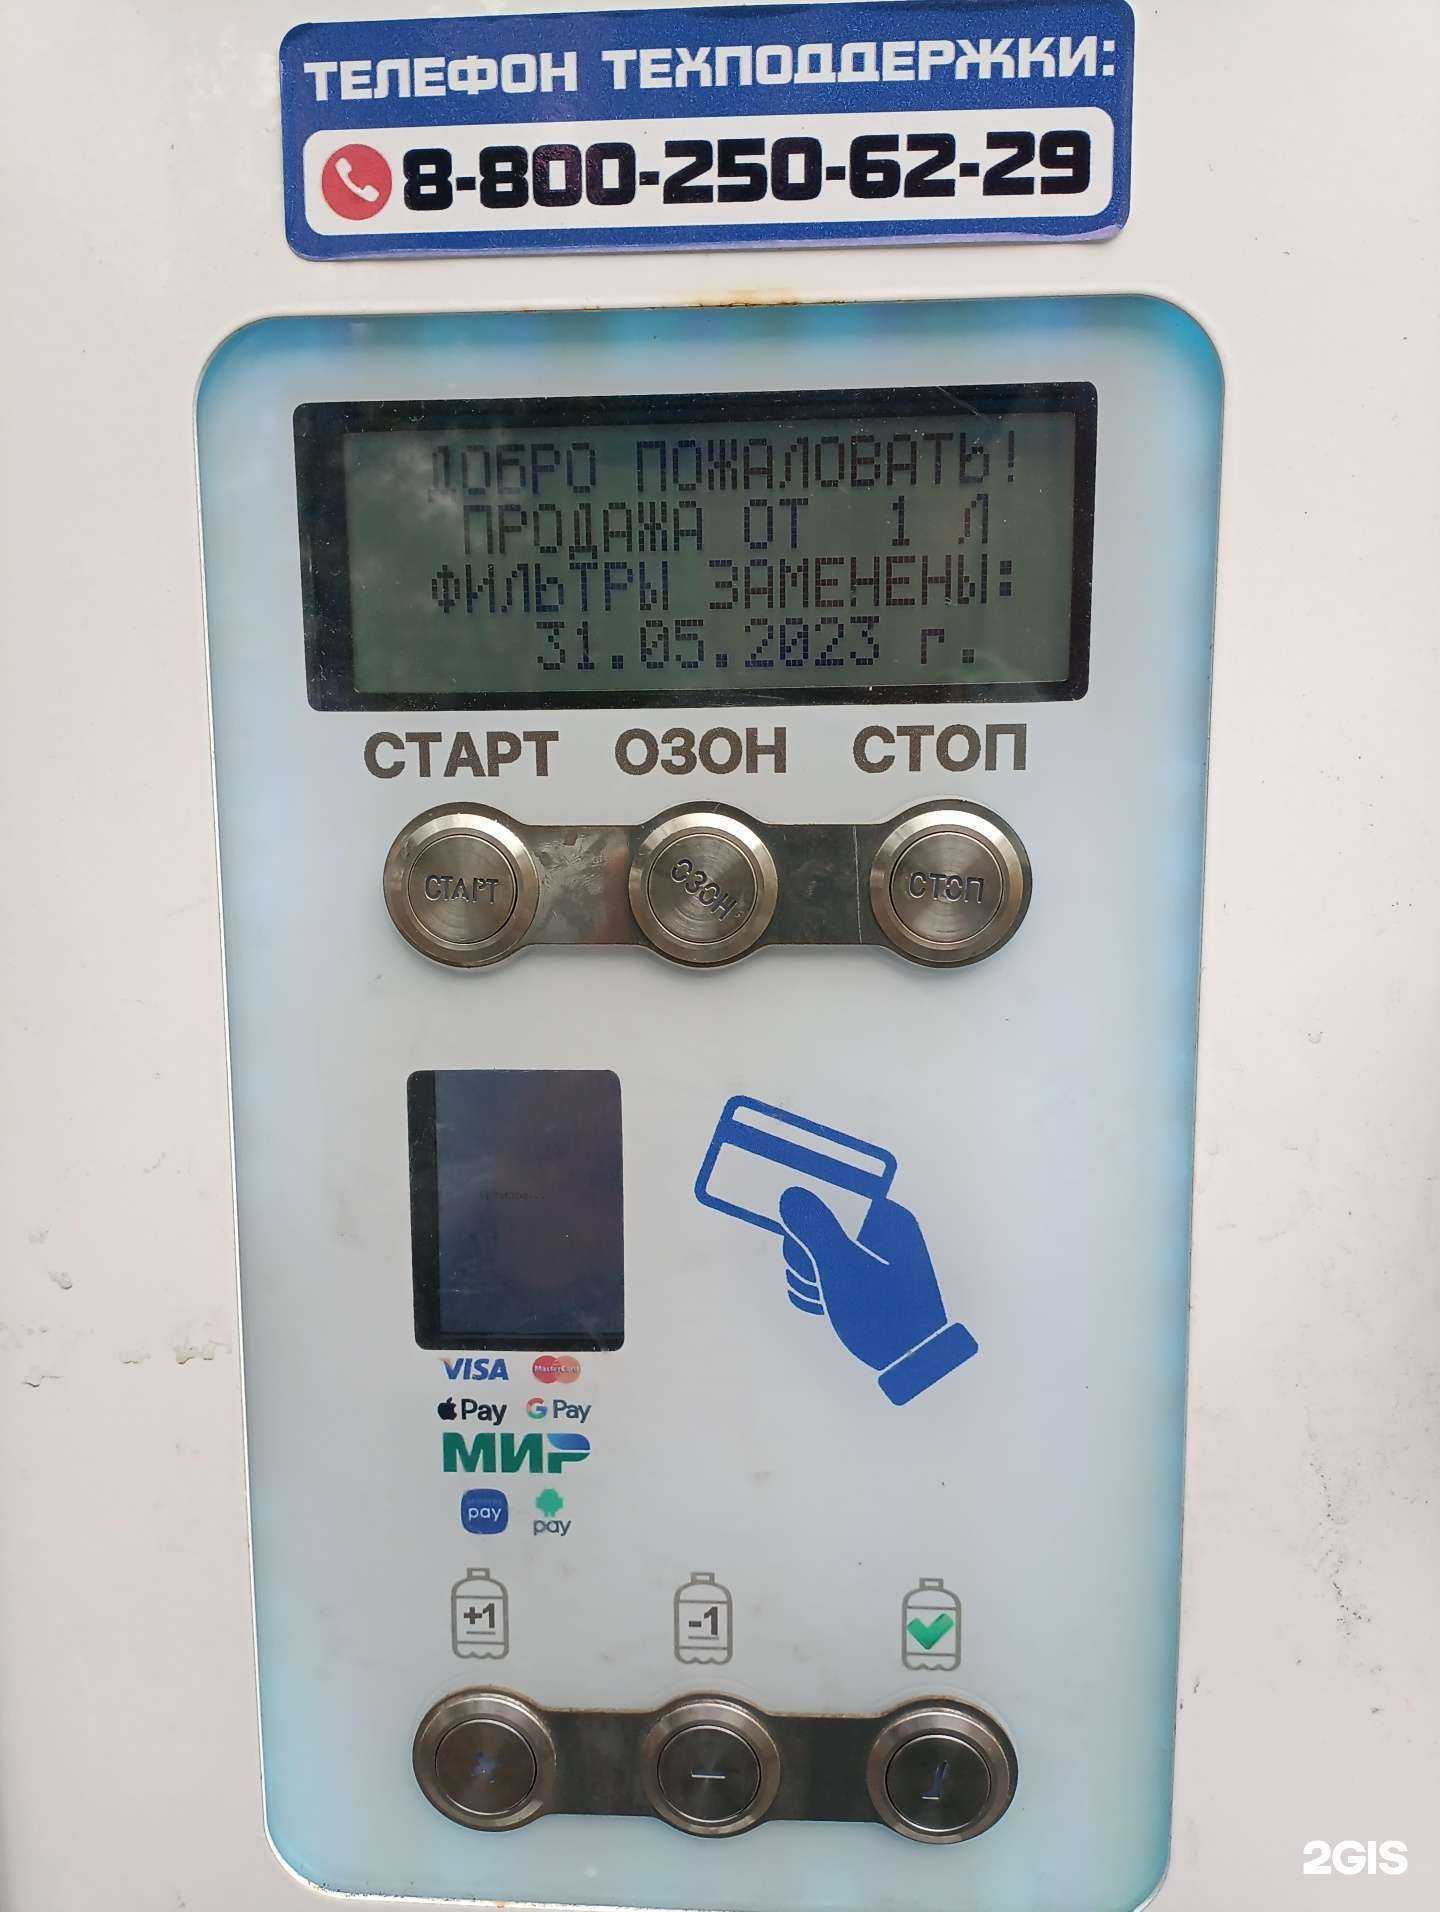 ТЕЛЕФОН ТЕХПОДДЕРЖКИ:
8-800-250-62-29
ДОБРО ПОЖАЛОВАТЬ!
ПРОДАЖА ОТ 1 Л
ФИЛЬТРЫ ЗАМЕНЕНЫ:
31.05.2023 г.
СТАРТ ОЗОН СТОП
СТАРТ ОЗОН СТОП
VISA MasterCard
Pay G Pay
МИР
pay pay
+1 -1
2GIS